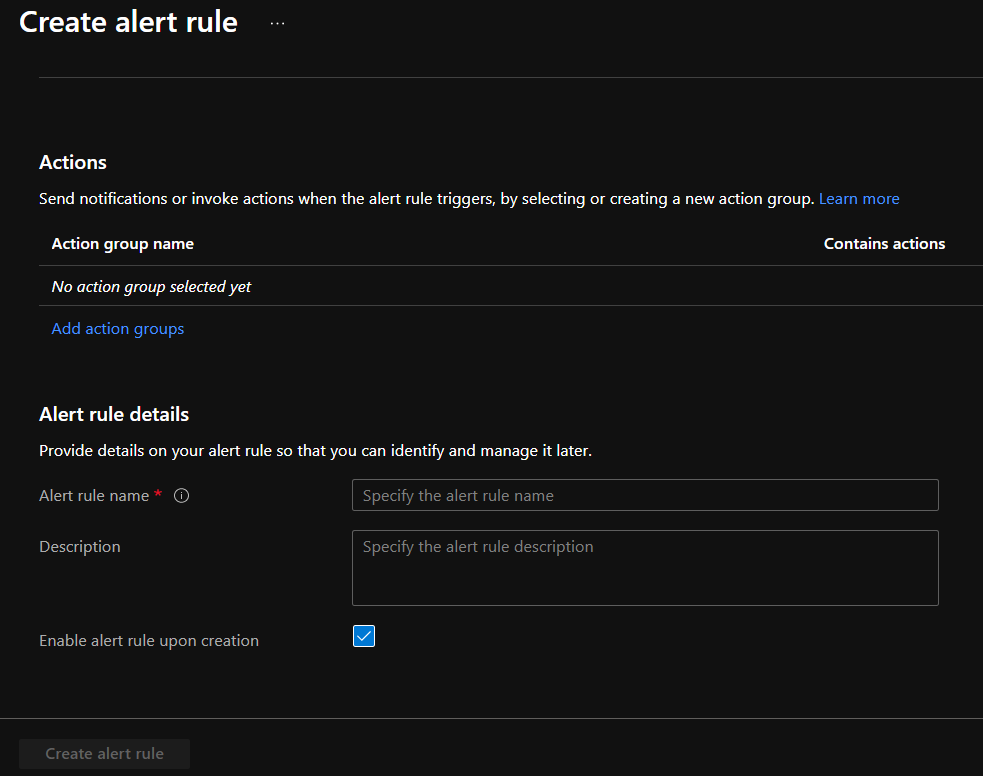 Create alert rule ...
Actions
Send notifications or invoke actions when the alert rule triggers, by selecting or creating a new action group. Learn more
Action group name Contains actions
No action group selected yet
Add action groups
Alert rule details
Provide details on your alert rule so that you can identify and manage it later.
Alert rule name * Specify the alert rule name
Description Specify the alert rule description
Enable alert rule upon creation
Create alert rule